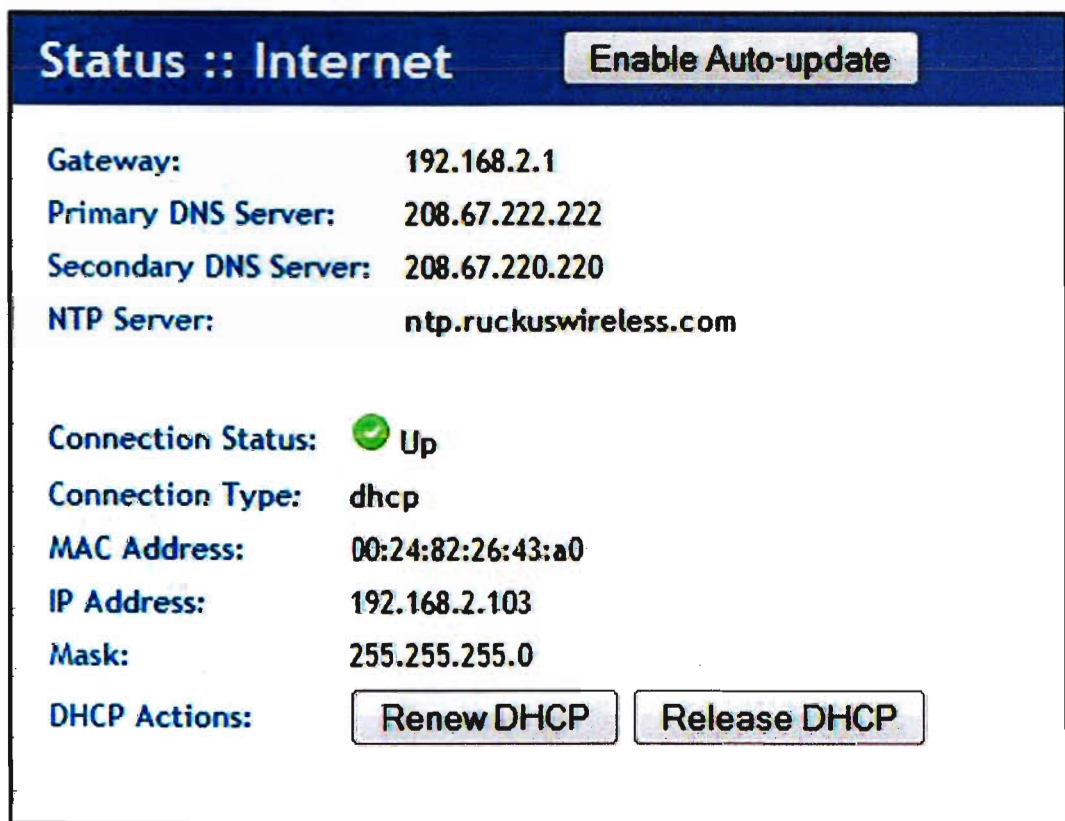 Status :: Internet Enable Auto-update
Gateway: 192.168.2.1
Primary DNS Server: 208.67.222.222
Secondary DNS Server: 208.67.220.220
NTP Server: ntp.ruckuswireless.com
Connection Status: Up
Connection Type: dhcp
MAC Address: 00:24:82:26:43:a0
IP Address: 192.168.2.103
Mask: 255.255.255.0
DHCP Actions: Renew DHCP Release DHCP